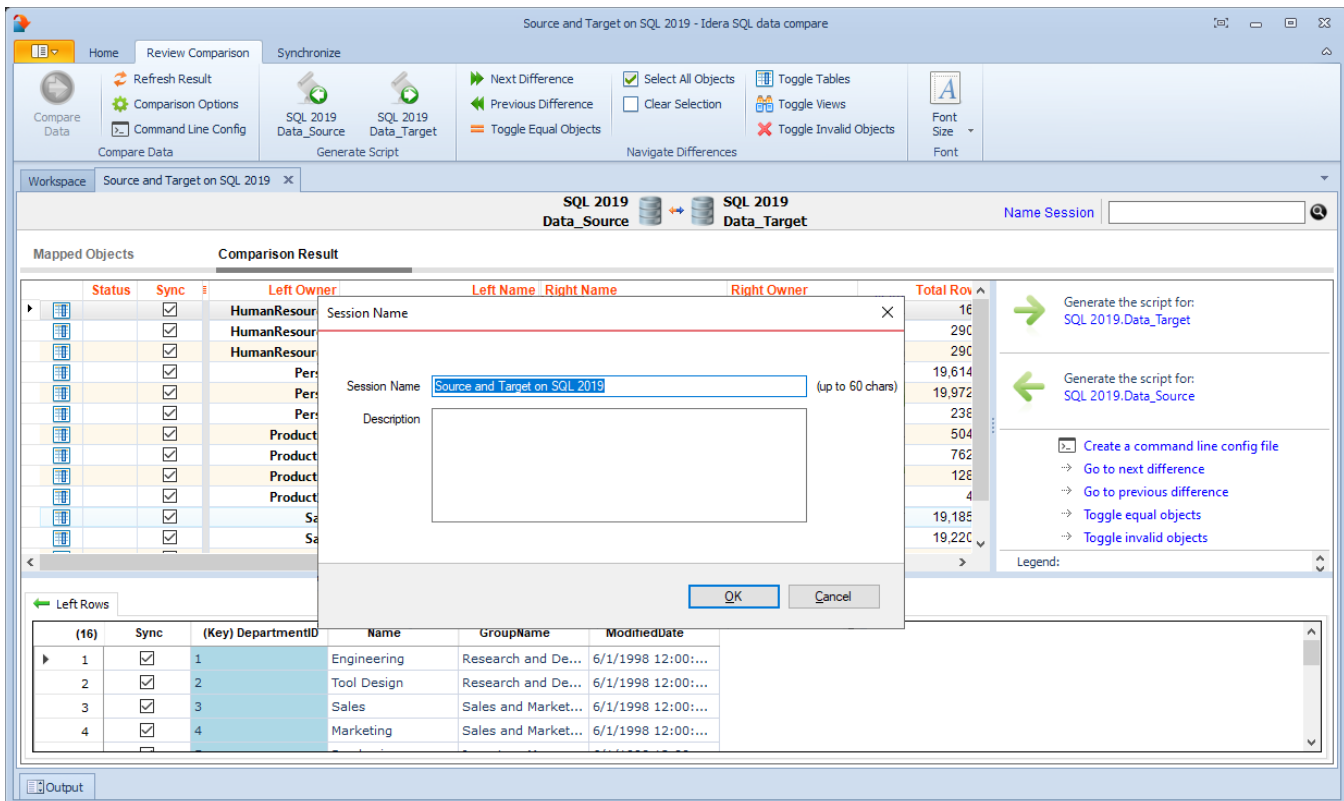 Source and Target on SQL 2019 - Idera SQL data compare
Home Review Comparison Synchronize
Compare Data
Refresh Result
Comparison Options
Command Line Config
Compare Data
SQL 2019 Data_Source
SQL 2019 Data_Target
Generate Script
Next Difference
Previous Difference
Toggle Equal Objects
Select All Objects
Clear Selection
Navigate Differences
Toggle Tables
Toggle Views
Toggle Invalid Objects
Font Size
Font
Workspace Source and Target on SQL 2019
SQL 2019 SQL 2019
Data_Source Data_Target
Name Session
Mapped Objects Comparison Result
Status Sync Left Owner Left Name Right Name Right Owner Total Rov
HumanResour 16
HumanResour 290
HumanResour 290
Pers 19,614
Pers 19,972
Pers 238
Product 504
Product 762
Product 128
Product 4
Sa 19,185
Sa 19,220
Session Name
Session Name Source and Target on SQL 2019 (up to 60 chars)
Description
OK Cancel
Generate the script for:
SQL 2019.Data_Target
Generate the script for:
SQL 2019.Data_Source
Create a command line config file
Go to next difference
Go to previous difference
Toggle equal objects
Toggle invalid objects
Legend:
Left Rows
(16) Sync (Key) DepartmentID Name GroupName ModifiedDate
1 1 Engineering Research and De... 6/1/1998 12:00:...
2 2 Tool Design Research and De... 6/1/1998 12:00:...
3 3 Sales Sales and Market... 6/1/1998 12:00:...
4 4 Marketing Sales and Market... 6/1/1998 12:00:...
Output